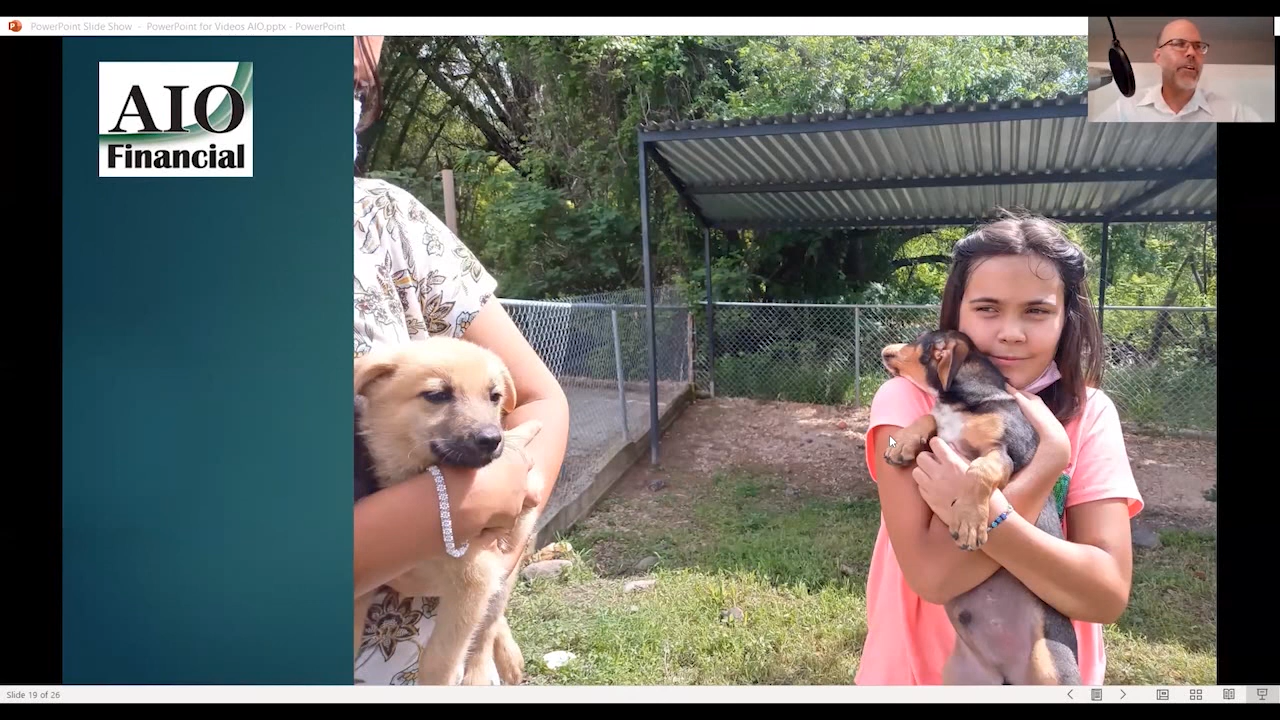 PowerPoint Slide Show - PowerPoint for Videos AIO.pptx - PowerPoint
AIO
Financial
Slide 19 of 26